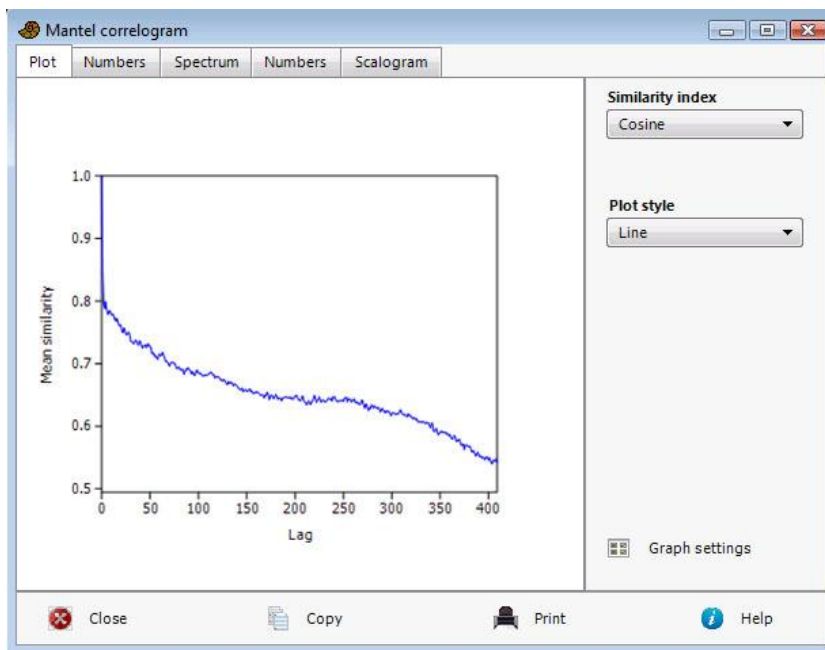 Mantel correlogram
Plot Numbers Spectrum Numbers Scalogram
Similarity index
Cosine
Plot style
Line
1.0
0.9
0.8
0.7
0.6
0.5
Mean similarity
0 50 100 150 200 250 300 350 400
Lag
Graph settings
Close Copy Print Help